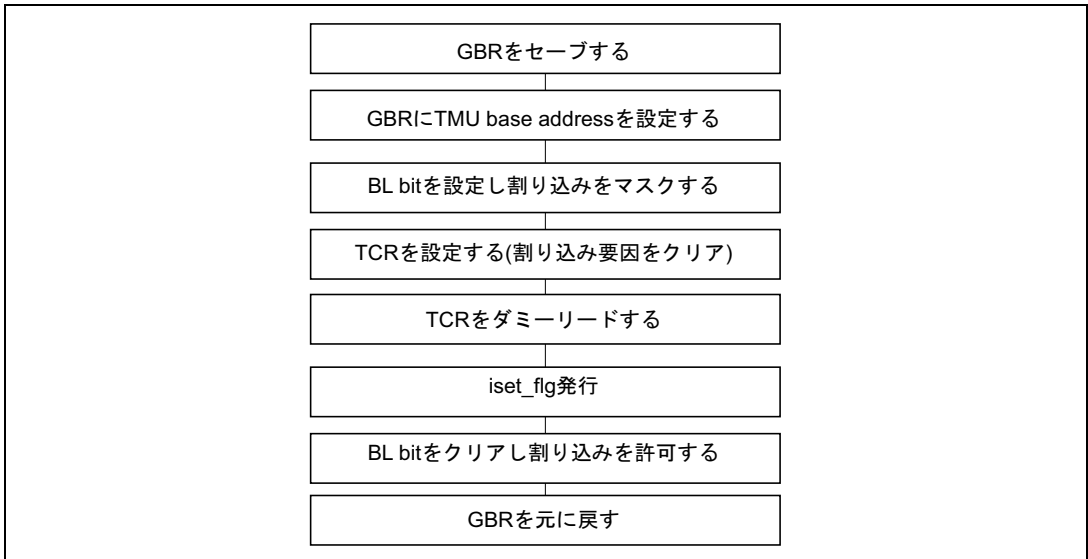 GBRをセーブする
GBRにTMU base addressを設定する
BL bitを設定し割り込みをマスクする
TCRを設定する(割り込み要因をクリア)
TCRをダミーリードする
iset_flg発行
BL bitをクリアし割り込みを許可する
GBRを元に戻す